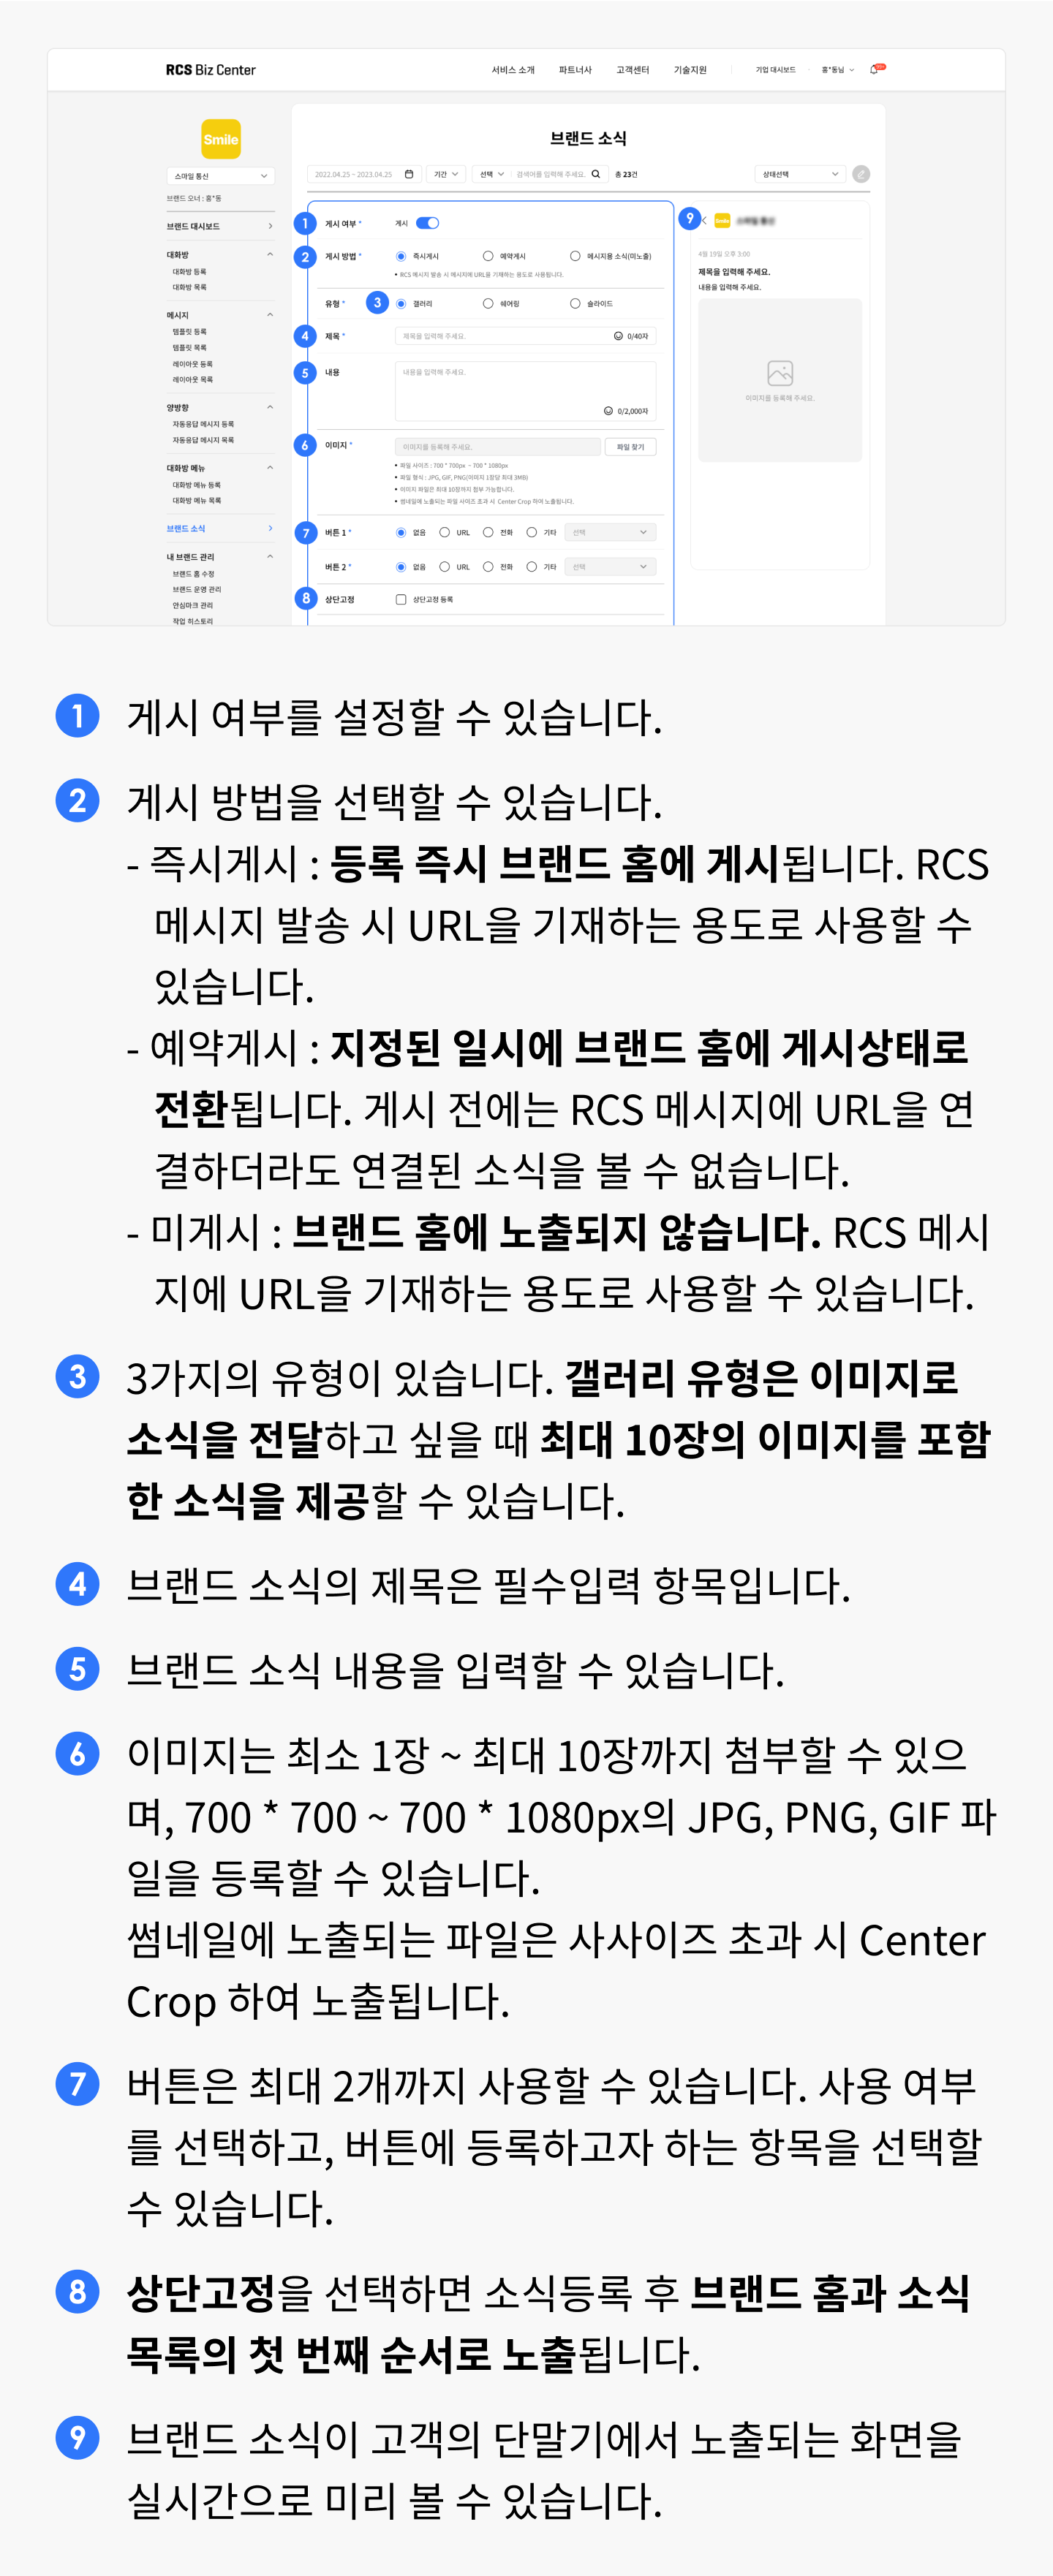 RCS Biz Center
서비스 소개 파트너사 고객센터 기술지원 기업 대시보드 홍*동님
Smile
스마일 통신
브랜드 오너 : 홍*동
브랜드 대시보드
대화방
대화방 등록
대화방 목록
메시지
템플릿 등록
템플릿 목록
레이아웃 등록
레이아웃 목록
양방향
자동응답 메시지 등록
자동응답 메시지 목록
대화방 메뉴
대화방 메뉴 등록
대화방 메뉴 목록
브랜드 소식
내 브랜드 관리
브랜드 홈 수정
브랜드 운영 관리
안심마크 관리
작업 히스토리
브랜드 소식
2022.04.25 ~ 2023.04.25 기간 선택 검색어를 입력해 주세요. 총 23건 상태선택
1 게시 여부 * 게시
2 게시 방법 * 즉시게시 예약게시 메시지용 소식(미노출)
• RCS 메시지 발송 시 메시지에 URL을 기재하는 용도로 사용됩니다.
유형 * 3 갤러리 쉐어링 슬라이드
4 제목 * 제목을 입력해 주세요. 0/40자
5 내용 내용을 입력해 주세요.
0/2,000자
6 이미지 * 이미지를 등록해 주세요. 파일 찾기
• 파일 사이즈 : 700 * 700px ~ 700 * 1080px
• 파일 형식 : JPG, GIF, PNG(이미지 1장당 최대 3MB)
• 이미지 파일은 최대 10장까지 첨부 가능합니다.
• 썸네일에 노출되는 파일 사이즈 초과 시 Center Crop 하여 노출됩니다.
7 버튼 1 * 없음 URL 전화 기타 선택
버튼 2 * 없음 URL 전화 기타 선택
8 상단고정 상단고정 등록
9 Smile
4월 19일 오후 3:00
제목을 입력해 주세요.
내용을 입력해 주세요.
이미지를 등록해 주세요.
1 게시 여부를 설정할 수 있습니다.
2 게시 방법을 선택할 수 있습니다.
- 즉시게시 : 등록 즉시 브랜드 홈에 게시됩니다. RCS
메시지 발송 시 URL을 기재하는 용도로 사용할 수
있습니다.
- 예약게시 : 지정된 일시에 브랜드 홈에 게시상태로
전환됩니다. 게시 전에는 RCS 메시지에 URL을 연
결하더라도 연결된 소식을 볼 수 없습니다.
- 미게시 : 브랜드 홈에 노출되지 않습니다. RCS 메시
지에 URL을 기재하는 용도로 사용할 수 있습니다.
3 3가지의 유형이 있습니다. 갤러리 유형은 이미지로
소식을 전달하고 싶을 때 최대 10장의 이미지를 포함
한 소식을 제공할 수 있습니다.
4 브랜드 소식의 제목은 필수입력 항목입니다.
5 브랜드 소식 내용을 입력할 수 있습니다.
6 이미지는 최소 1장 ~ 최대 10장까지 첨부할 수 있으
며, 700 * 700 ~ 700 * 1080px의 JPG, PNG, GIF 파
일을 등록할 수 있습니다.
썸네일에 노출되는 파일은 사사이즈 초과 시 Center
Crop 하여 노출됩니다.
7 버튼은 최대 2개까지 사용할 수 있습니다. 사용 여부
를 선택하고, 버튼에 등록하고자 하는 항목을 선택할
수 있습니다.
8 상단고정을 선택하면 소식등록 후 브랜드 홈과 소식
목록의 첫 번째 순서로 노출됩니다.
9 브랜드 소식이 고객의 단말기에서 노출되는 화면을
실시간으로 미리 볼 수 있습니다.